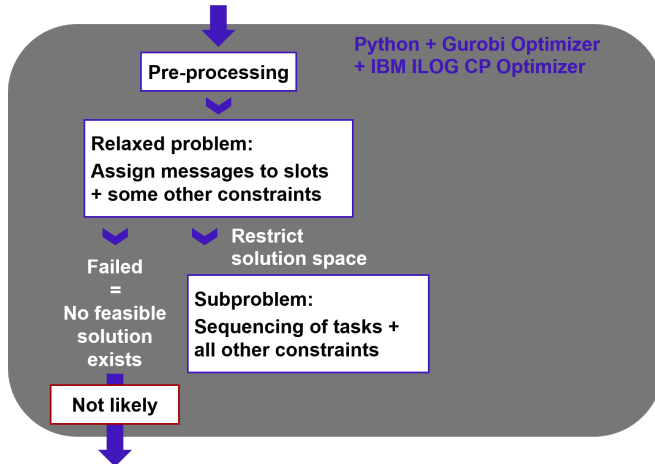 Python + Gurobi Optimizer
+ IBM ILOG CP Optimizer
Pre-processing
Relaxed problem:
Assign messages to slots
+ some other constraints
Restrict
solution space
Failed
=
No feasible
solution
exists
Subproblem:
Sequencing of tasks +
all other constraints
Not likely